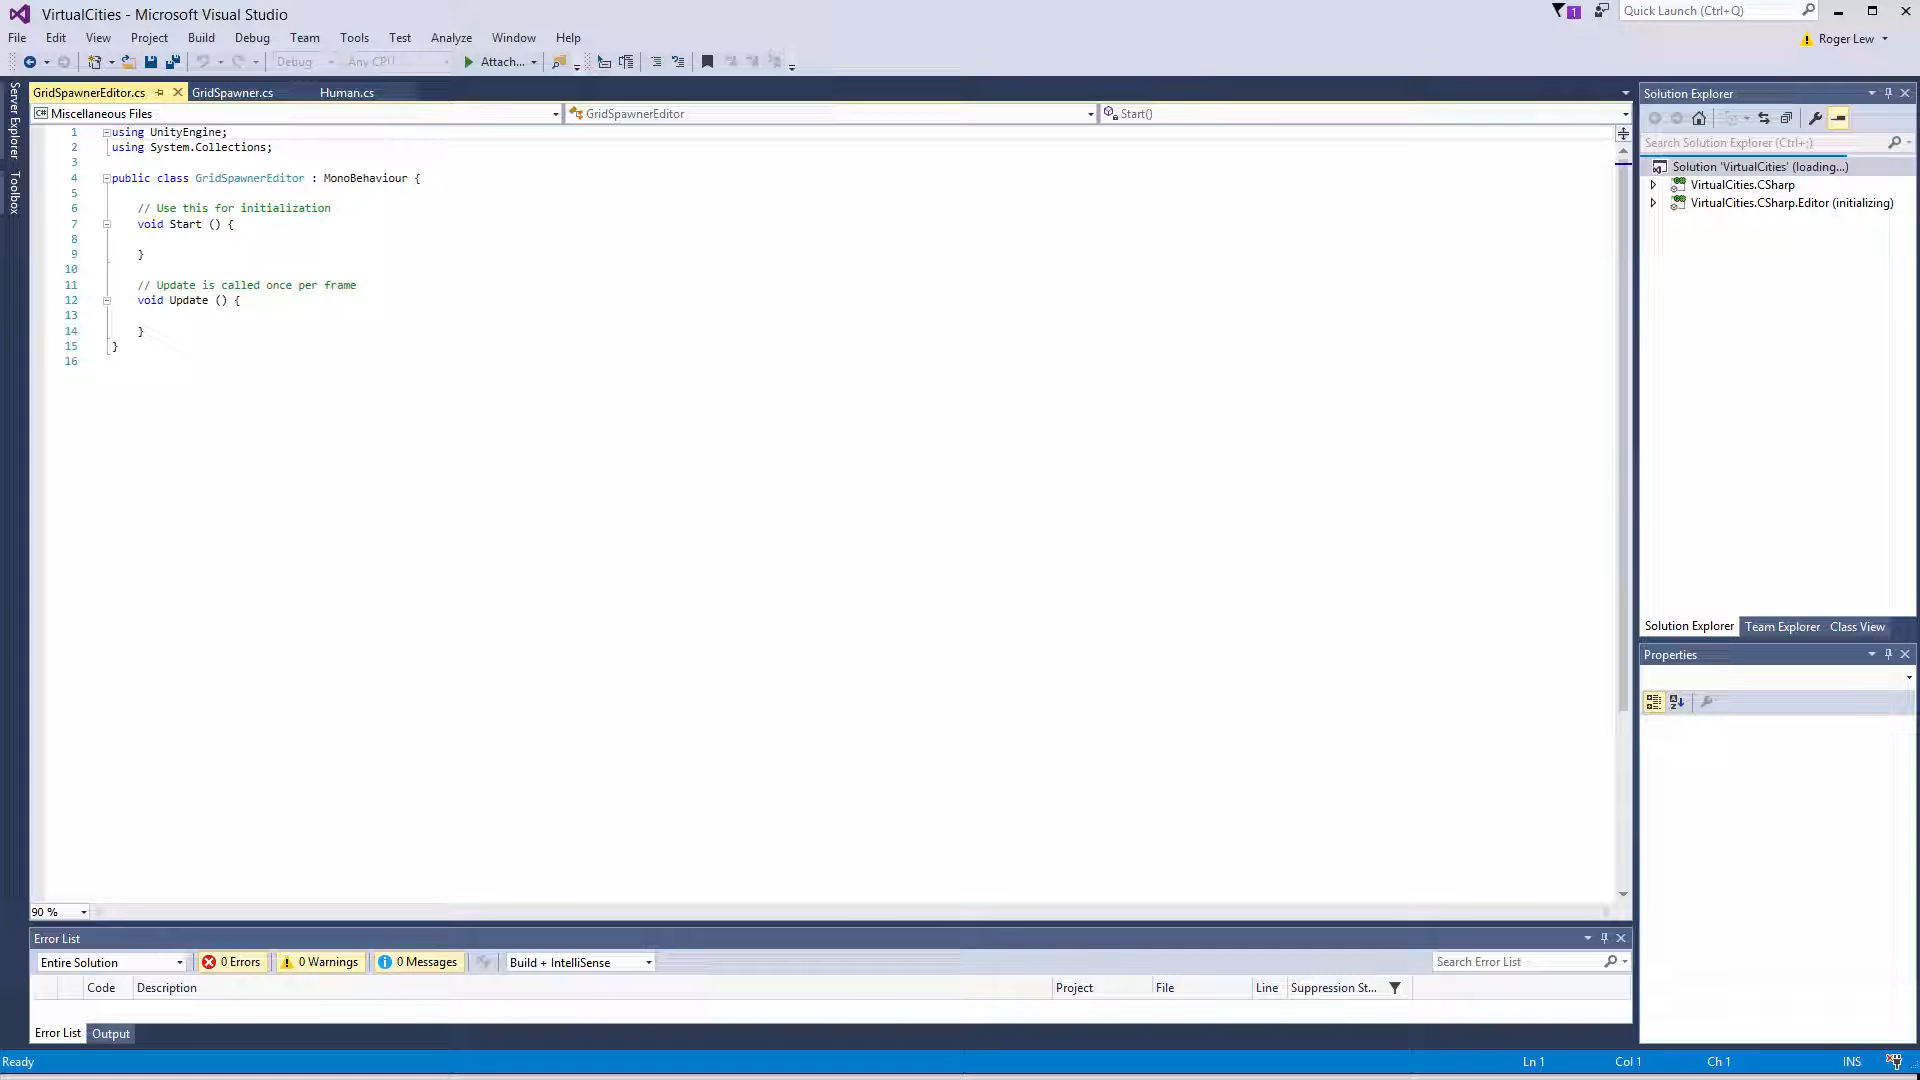 VirtualCities - Microsoft Visual Studio
1
Quick Launch (Ctrl+Q)
File Edit View Project Build Debug Team Tools Test Analyze Window Help
Roger Lew
Debug Any CPU Attach...
Server Explorer
Toolbox
GridSpawnerEditor.cs GridSpawner.cs Human.cs
Miscellaneous Files GridSpawnerEditor Start()
1 using UnityEngine;
2 using System.Collections;
3
4 public class GridSpawnerEditor : MonoBehaviour {
5
6 // Use this for initialization
7 void Start () {
8
9 }
10
11 // Update is called once per frame
12 void Update () {
13
14 }
15 }
16
90 %
Solution Explorer
Search Solution Explorer (Ctrl+;)
Solution 'VirtualCities' (loading...)
VirtualCities.CSharp
VirtualCities.CSharp.Editor (initializing)
Solution Explorer Team Explorer Class View
Properties
Error List
Entire Solution 0 Errors 0 Warnings 0 Messages Build + IntelliSense Search Error List
Code Description Project File Line Suppression St...
Error List Output
Ready Ln 1 Col 1 Ch 1 INS